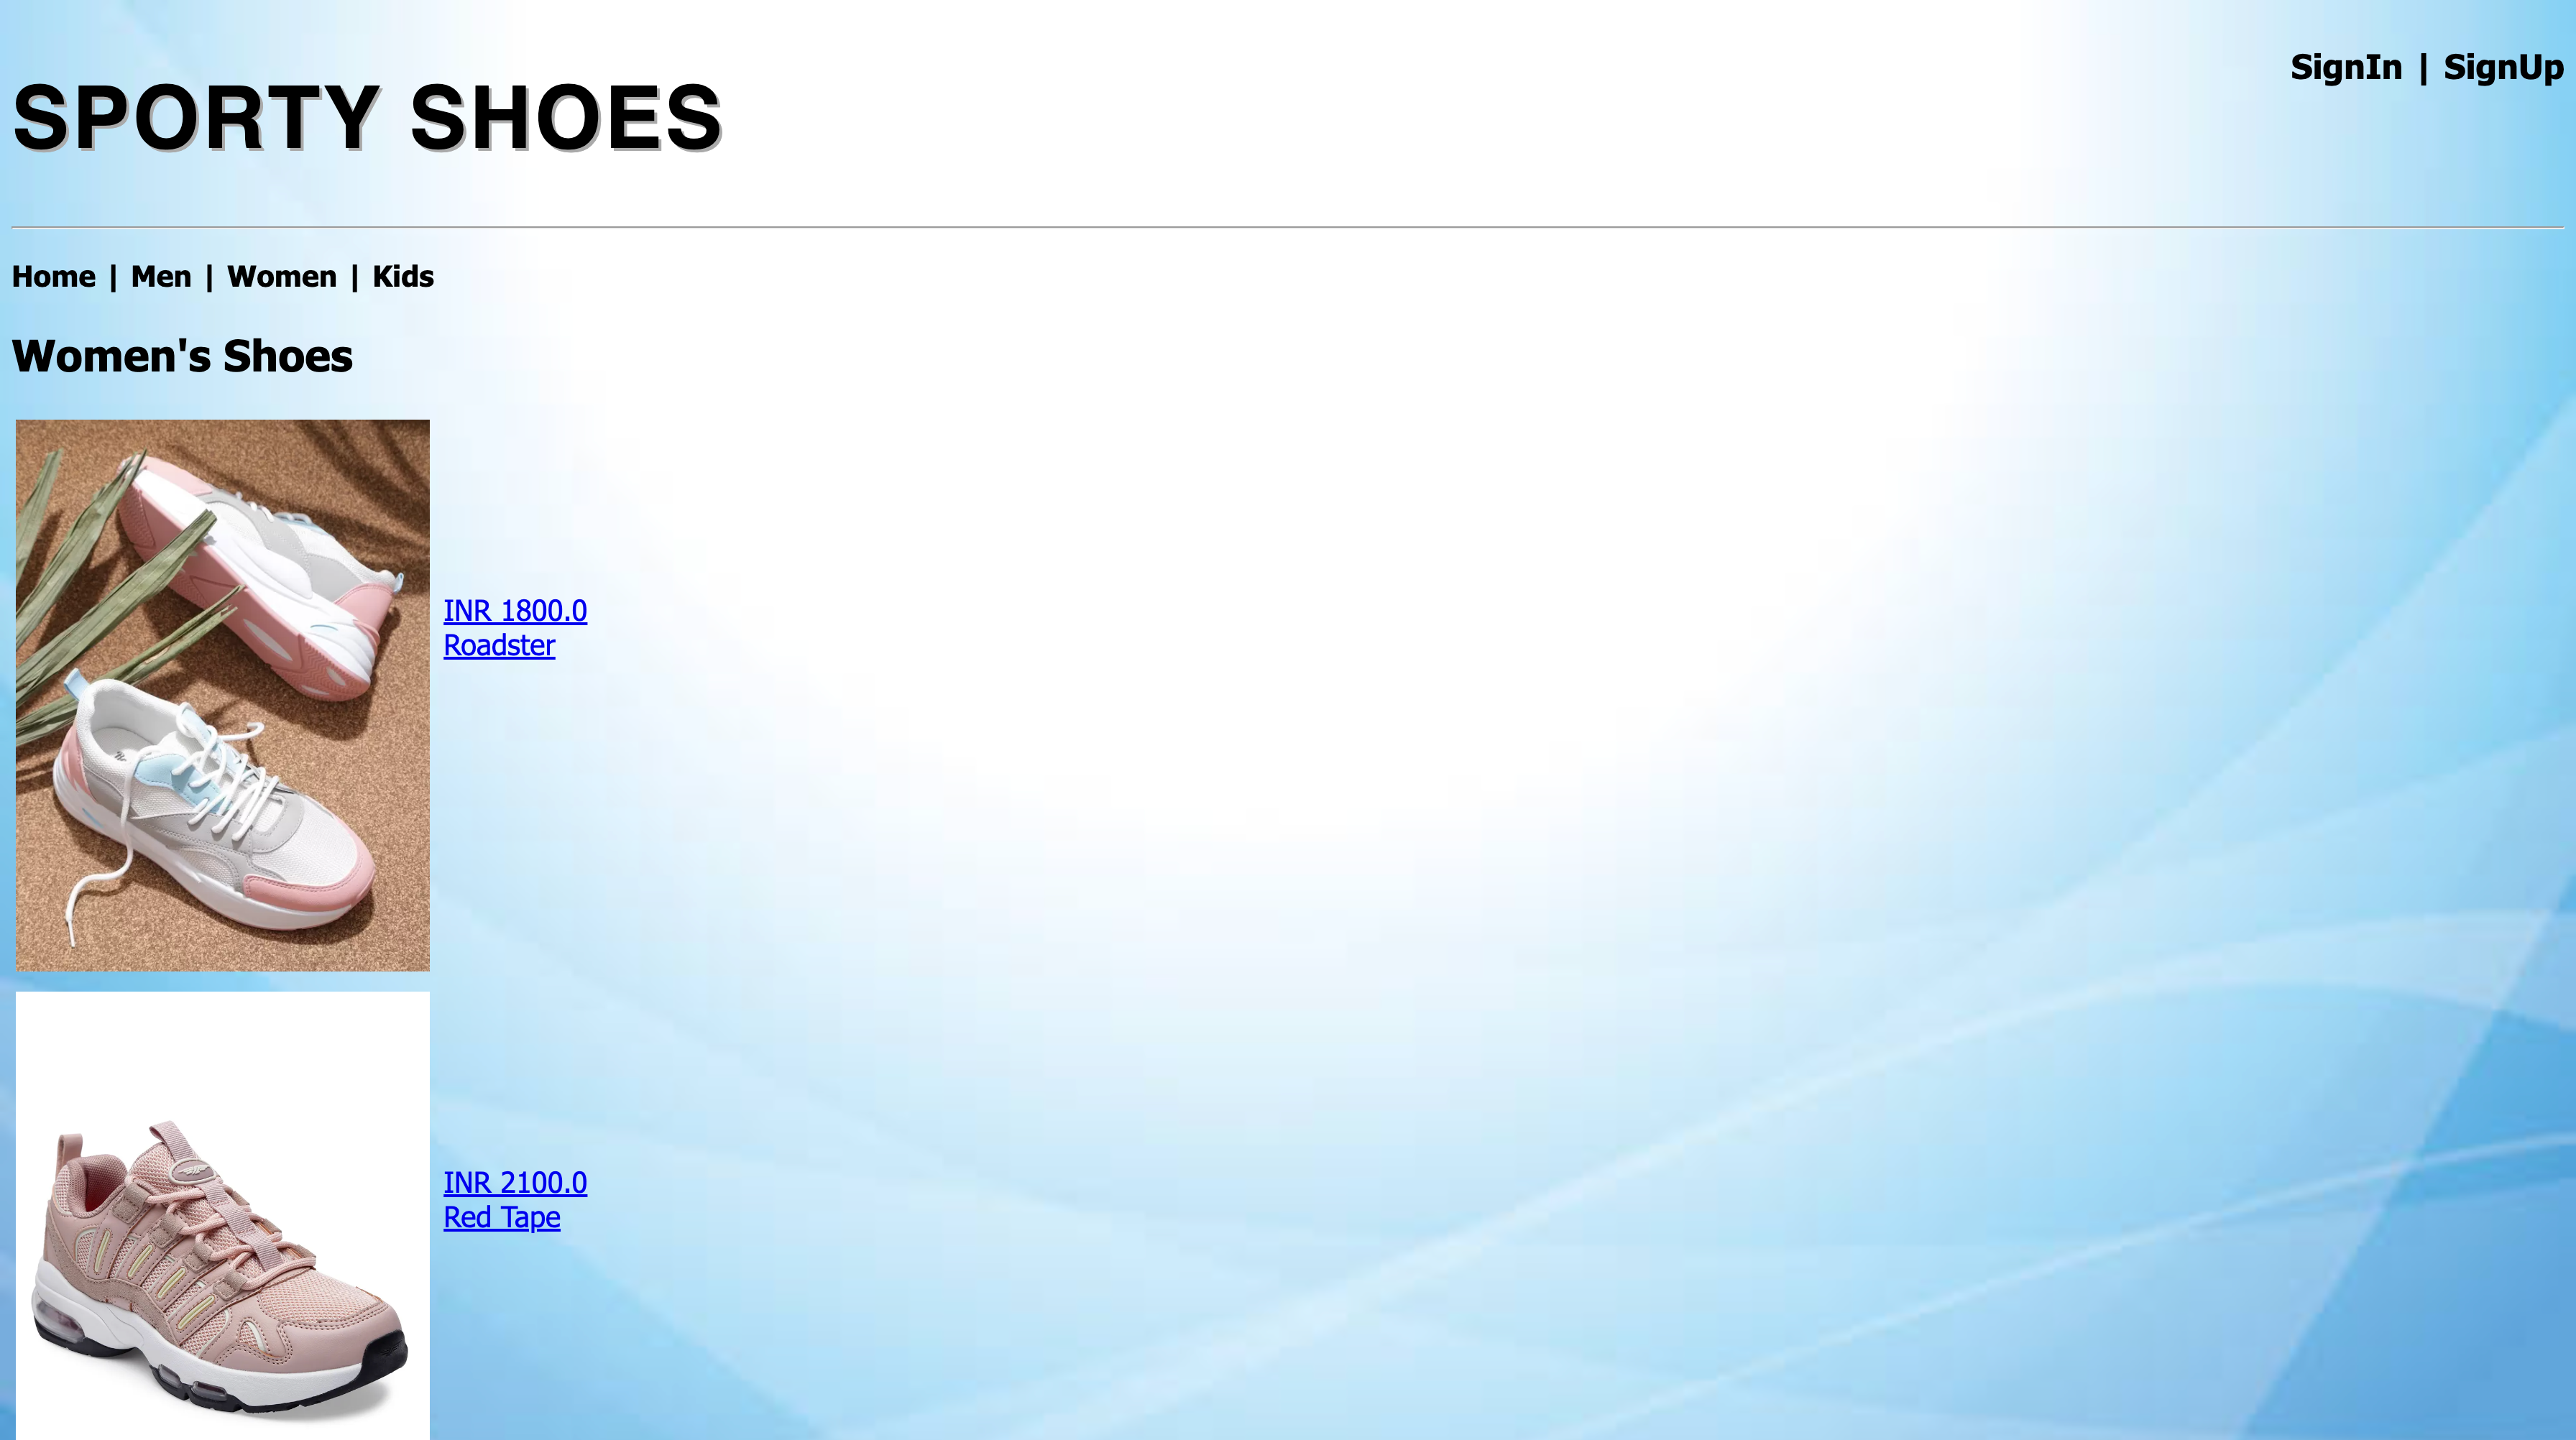 SPORTY SHOES
SignIn | SignUp
Home | Men | Women | Kids
Women's Shoes
INR 1800.0
Roadster
INR 2100.0
Red Tape